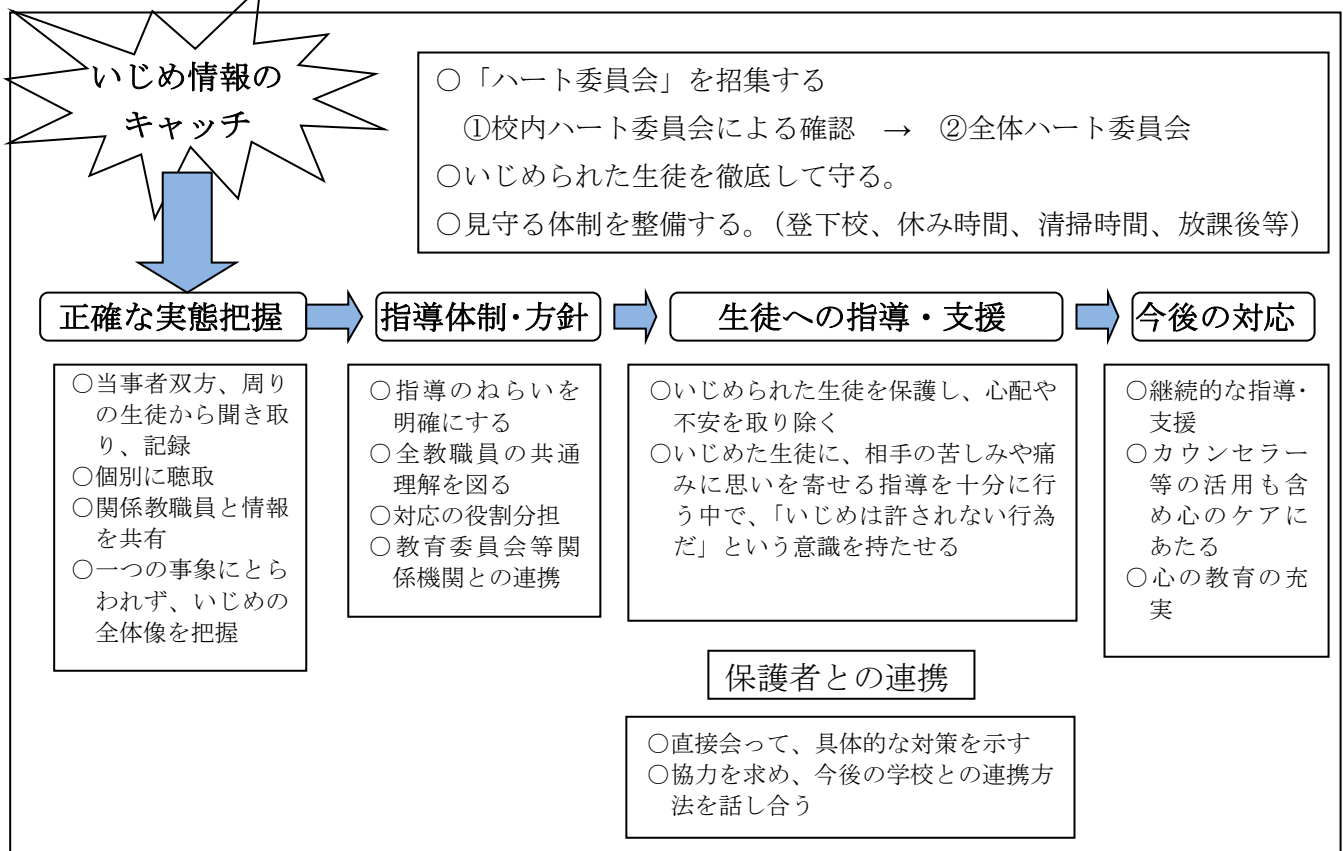 いじめ情報の
キャッチ
○「ハート委員会」を招集する
①校内ハート委員会による確認 → ②全体ハート委員会
○いじめられた生徒を徹底して守る。
○見守る体制を整備する。（登下校、休み時間、清掃時間、放課後等）
正確な実態把握
○当事者双方、周り
の生徒から聞き取
り、記録
○個別に聴取
○関係教職員と情報
を共有
○一つの事象にとら
われず、いじめの
全体像を把握
指導体制・方針
○指導のねらいを
明確にする
○全教職員の共通
理解を図る
○対応の役割分担
○教育委員会等関
係機関との連携
生徒への指導・支援
○いじめられた生徒を保護し、心配や
不安を取り除く
○いじめた生徒に、相手の苦しみや痛
みに思いを寄せる指導を十分に行
う中で、「いじめは許されない行為
だ」という意識を持たせる
今後の対応
○継続的な指導・
支援
○カウンセラー
等の活用も含
め心のケアに
あたる
○心の教育の充
実
保護者との連携
○直接会って、具体的な対策を示す
○協力を求め、今後の学校との連携方
法を話し合う